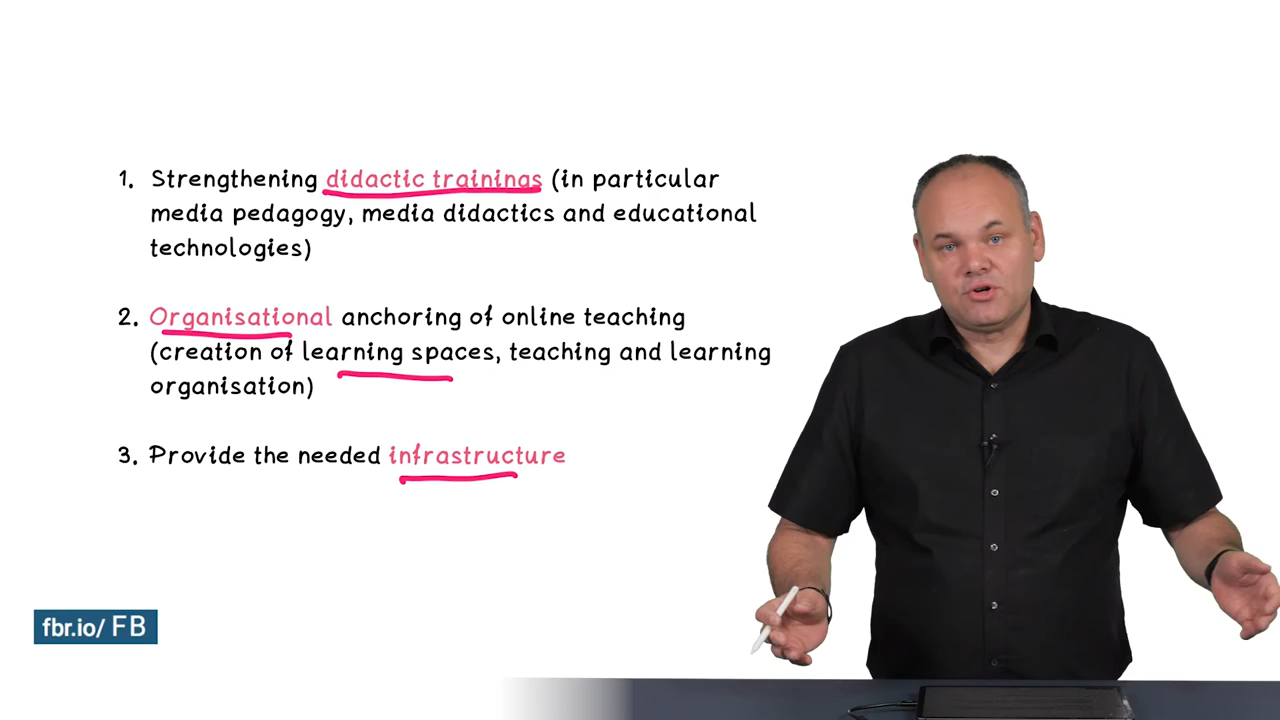 1. Strengthening didactic trainings (in particular
media pedagogy, media didactics and educational
technologies)
2. Organisational anchoring of online teaching
(creation of learning spaces, teaching and learning
organisation)
3. Provide the needed infrastructure
fbr.io/ FB